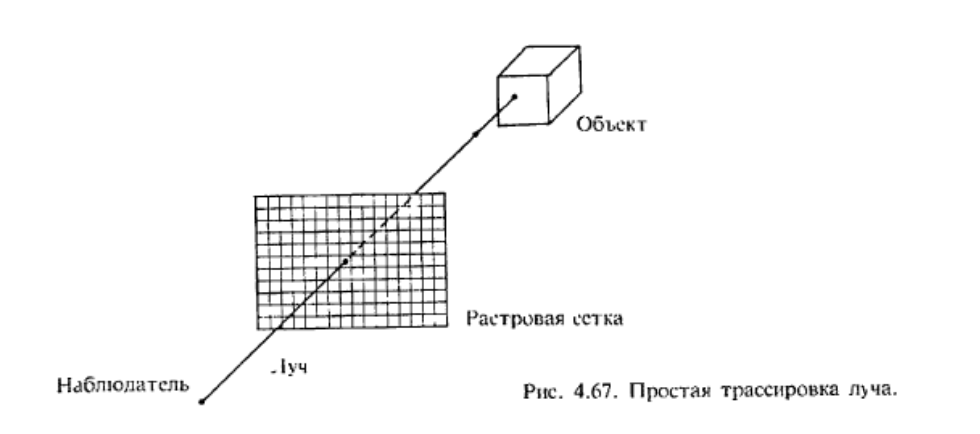 Объект
Растровая сетка
Луч
Наблюдатель
Рис. 4.67. Простая трассировка луча.